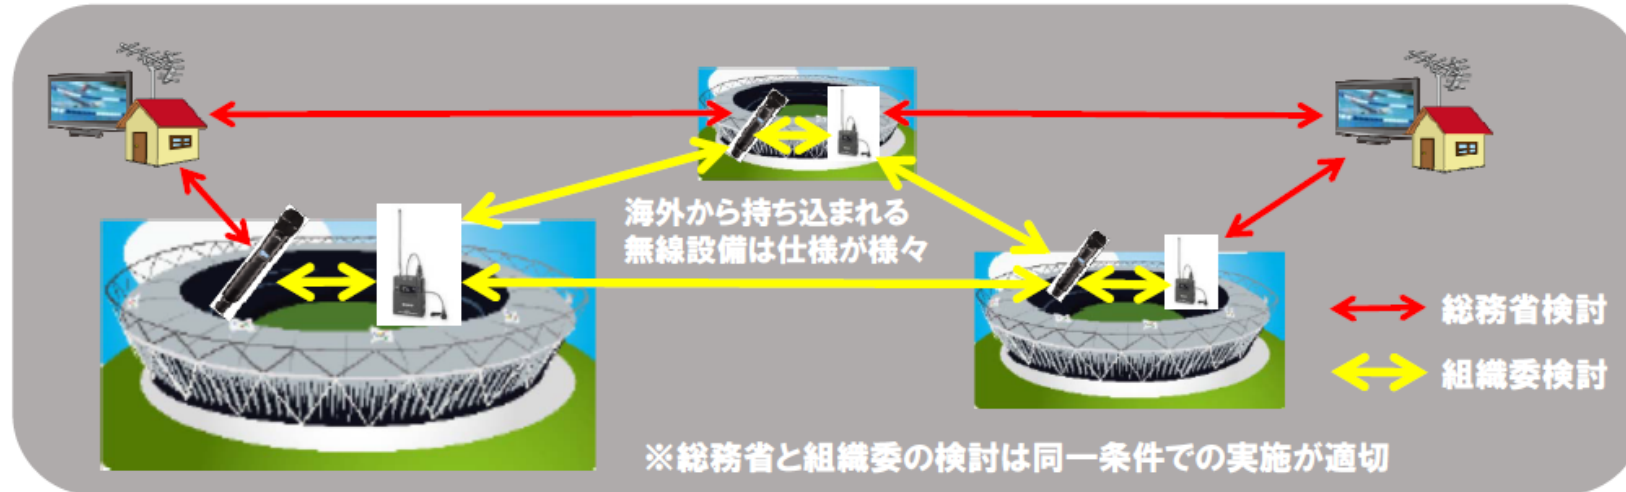 海外から持ち込まれる
無線設備は仕様が様々
総務省検討
組織委検討
※総務省と組織委の検討は同一条件での実施が適切